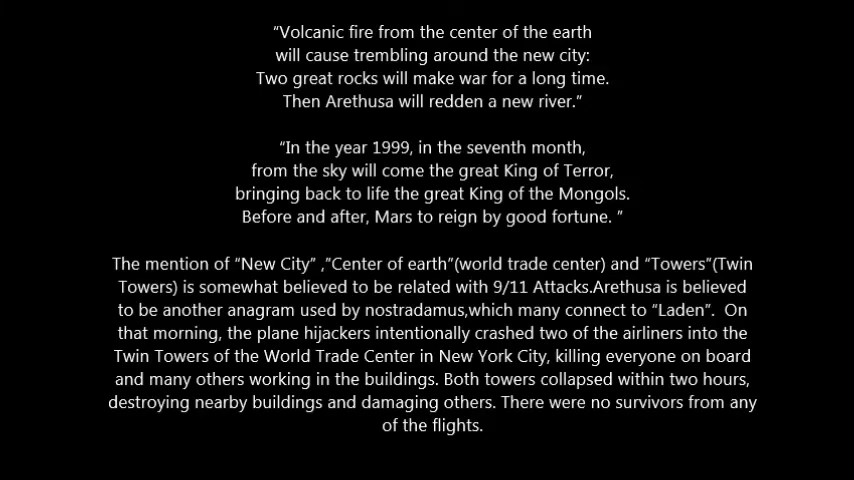 “Volcanic fire from the center of the earth
will cause trembling around the new city:
Two great rocks will make war for a long time.
Then Arethusa will redden a new river.”
“In the year 1999, in the seventh month,
from the sky will come the great King of Terror,
bringing back to life the great King of the Mongols.
Before and after, Mars to reign by good fortune. ”
The mention of “New City” ,”Center of earth”(world trade center) and “Towers”(Twin
Towers) is somewhat believed to be related with 9/11 Attacks.Arethusa is believed
to be another anagram used by nostradamus,which many connect to “Laden”.  On
that morning, the plane hijackers intentionally crashed two of the airliners into the
Twin Towers of the World Trade Center in New York City, killing everyone on board
and many others working in the buildings. Both towers collapsed within two hours,
destroying nearby buildings and damaging others. There were no survivors from any
of the flights.